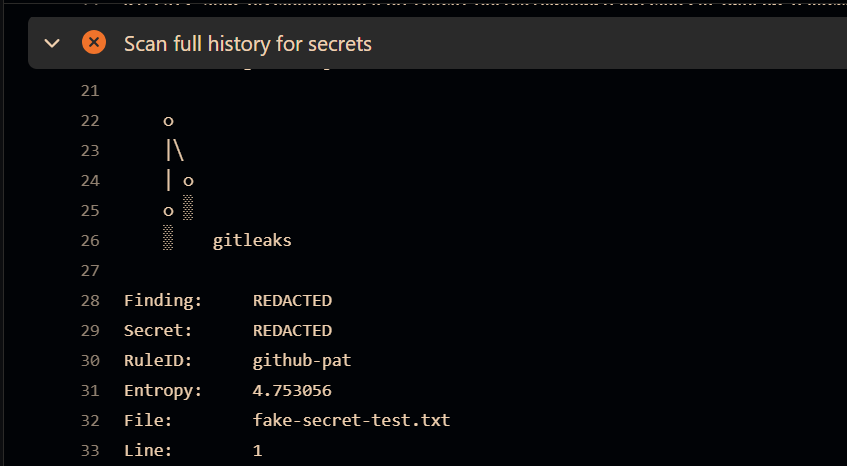 Scan full history for secrets
21
22 o
23 |\
24 | o
25 o ░
26 ░ gitleaks
27
28 Finding: REDACTED
29 Secret: REDACTED
30 RuleID: github-pat
31 Entropy: 4.753056
32 File: fake-secret-test.txt
33 Line: 1